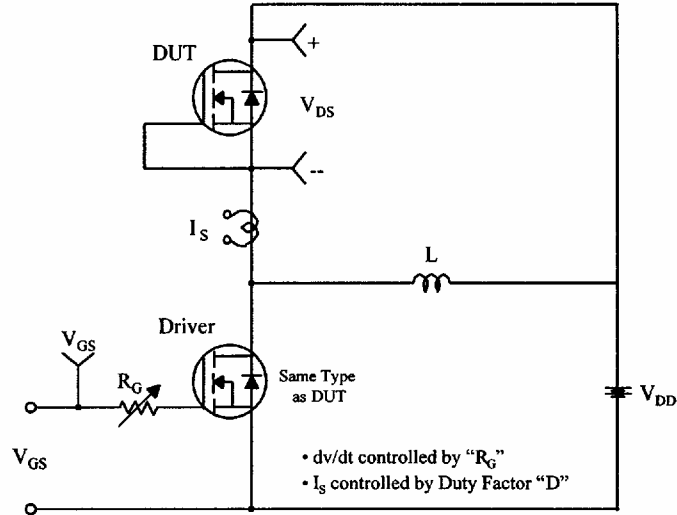 DUT
+
VDS
--
IS
L
Driver
VGS
RG
Same Type
as DUT
VDD
VGS
• dv/dt controlled by “RG”
• IS controlled by Duty Factor “D”